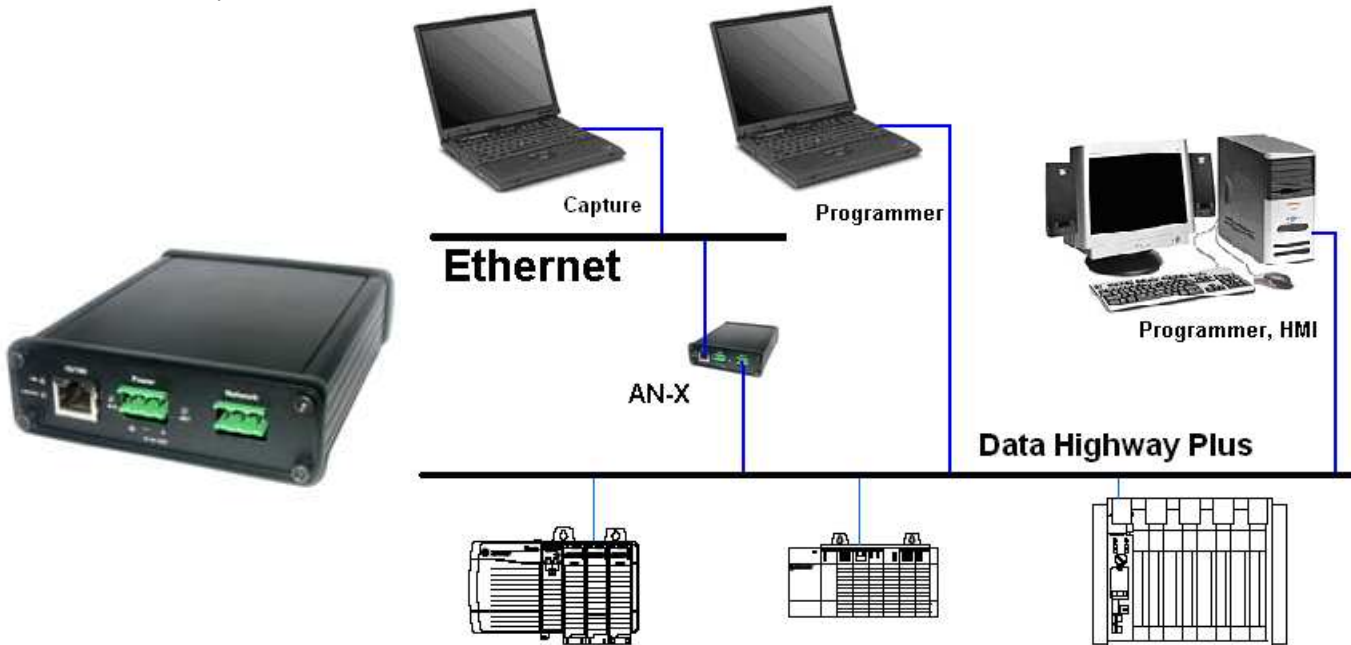 Capture
Programmer
Ethernet
Programmer, HMI
AN-X
Power
Network
Data Highway Plus